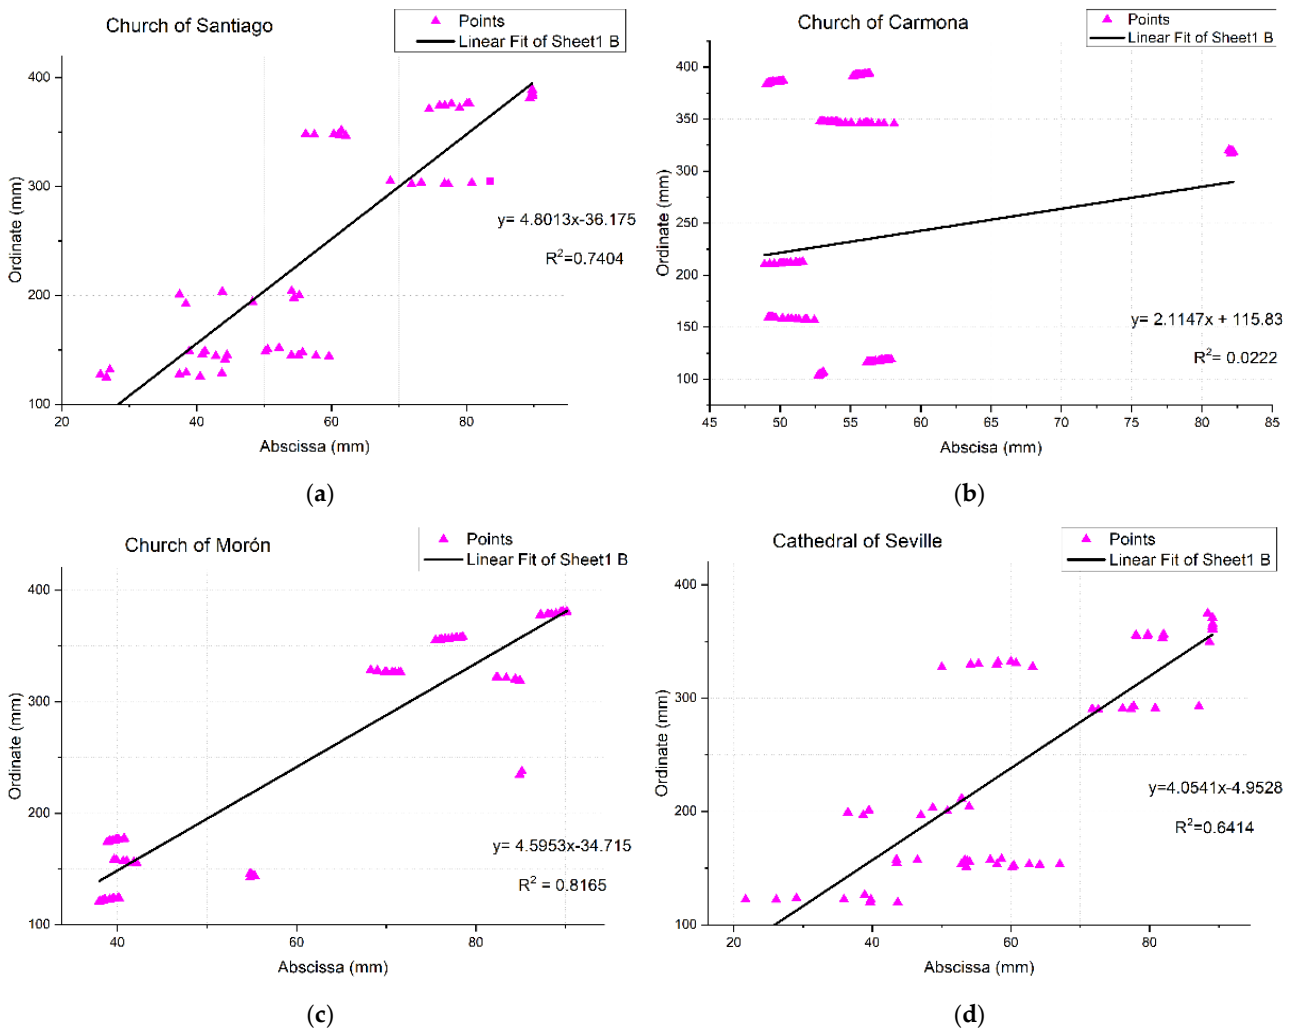 Church of Santiago
Points
Linear Fit of Sheet1 B
400
300
200
100
Ordinate (mm)
y= 4.8013x-36.175
R2=0.7404
20
40
60
80
Abscissa (mm)
(a)
Church of Carmona
Points
Linear Fit of Sheet1 B
400
350
300
250
200
150
100
Ordinate (mm)
y= 2.1147x + 115.83
R2= 0.0222
45
50
55
60
65
70
75
80
85
Abscissa (mm)
(b)
Church of Morón
Points
Linear Fit of Sheet1 B
400
300
200
100
Ordinate (mm)
y= 4.5953x-34.715
R2 = 0.8165
40
60
80
Abscissa (mm)
(c)
Cathedral of Seville
Points
Linear Fit of Sheet1 B
400
300
200
100
Ordinate (mm)
y=4.0541x-4.9528
R2=0.6414
20
40
60
80
Abscissa (mm)
(d)